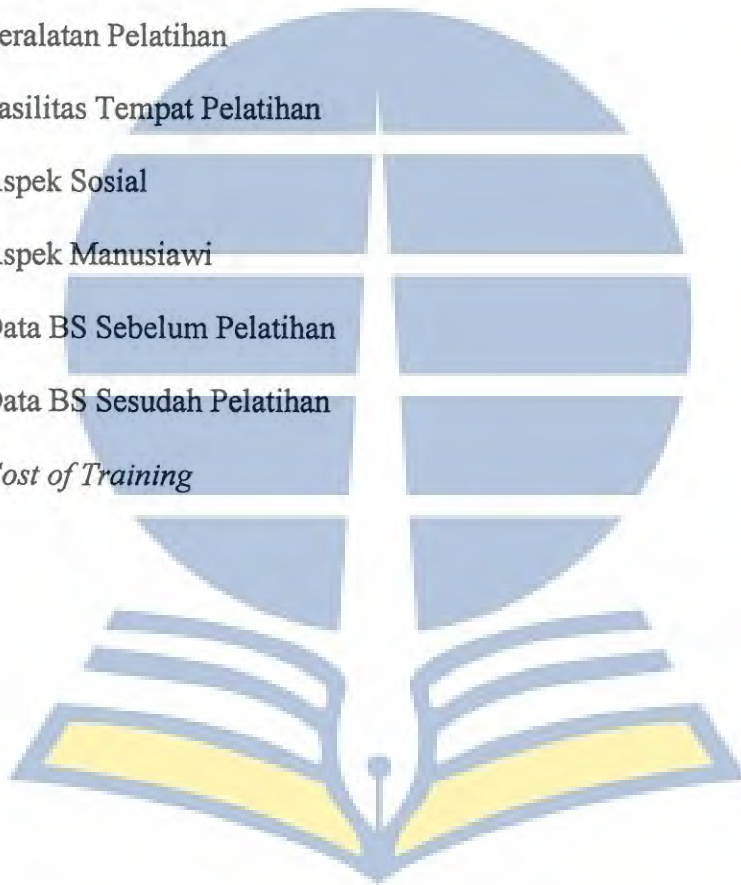 eralatan Pelatihan
asilitas Tempat Pelatihan
spek Sosial
spek Manusiawi
ata BS Sebelum Pelatihan
ata BS Sesudah Pelatihan
ost of Training